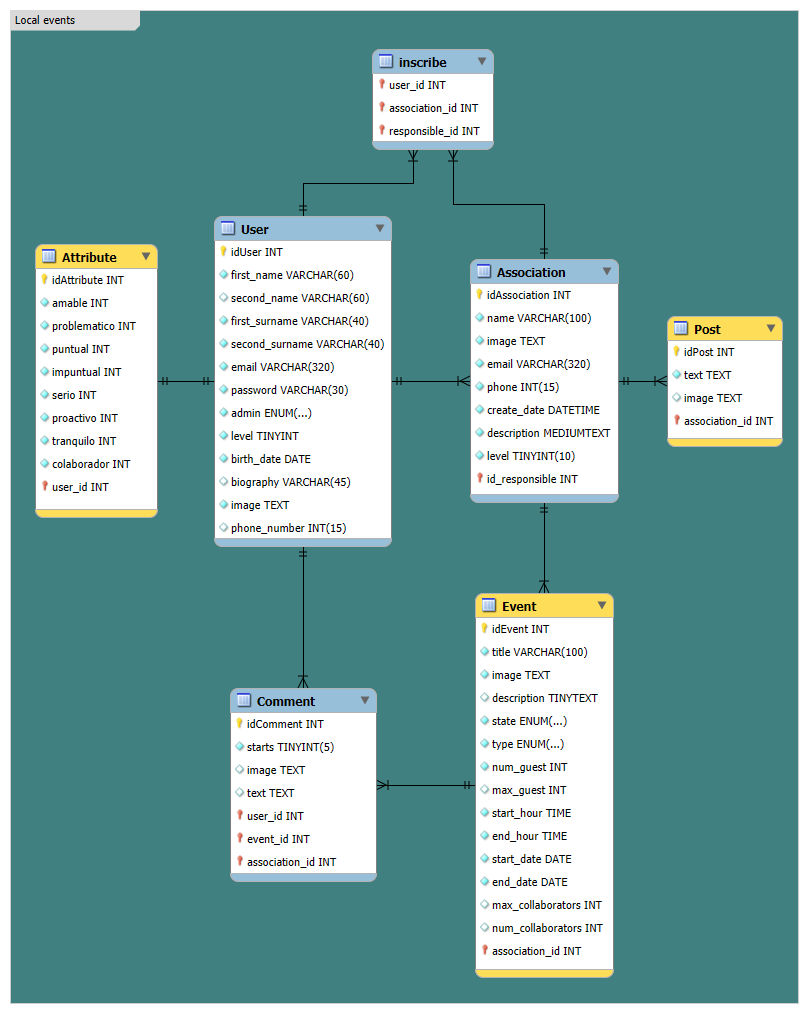 Local events
inscribe
user_id INT
association_id INT
responsible_id INT
User
idUser INT
first_name VARCHAR(60)
second_name VARCHAR(60)
first_surname VARCHAR(40)
second_surname VARCHAR(40)
email VARCHAR(320)
password VARCHAR(30)
admin ENUM(...)
level TINYINT
birth_date DATE
biography VARCHAR(45)
image TEXT
phone_number INT(15)
Attribute
idAttribute INT
amable INT
problematico INT
puntual INT
impuntual INT
serio INT
proactivo INT
tranquilo INT
colaborador INT
user_id INT
Association
idAssociation INT
name VARCHAR(100)
image TEXT
email VARCHAR(320)
phone INT(15)
create_date DATETIME
description MEDIUMTEXT
level TINYINT(10)
id_responsible INT
Post
idPost INT
text TEXT
image TEXT
association_id INT
Event
idEvent INT
title VARCHAR(100)
image TEXT
description TINYTEXT
state ENUM(...)
type ENUM(...)
num_guest INT
max_guest INT
start_hour TIME
end_hour TIME
start_date DATE
end_date DATE
max_collaborators INT
num_collaborators INT
association_id INT
Comment
idComment INT
starts TINYINT(5)
image TEXT
text TEXT
user_id INT
event_id INT
association_id INT